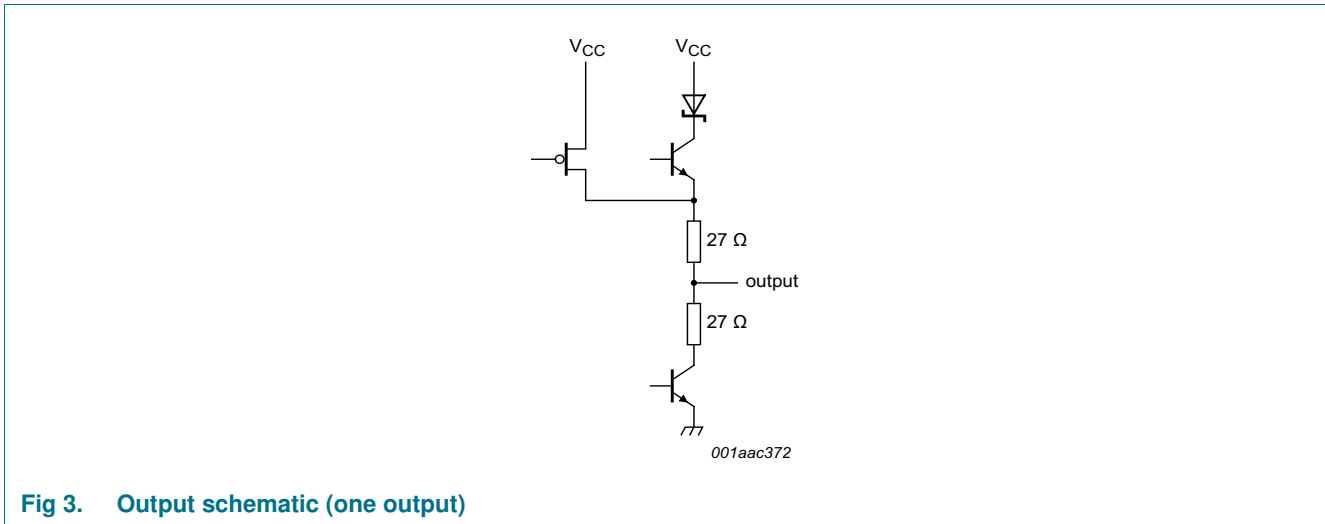 VCC VCC
27 Ω
output
27 Ω
001aac372
Fig 3. Output schematic (one output)